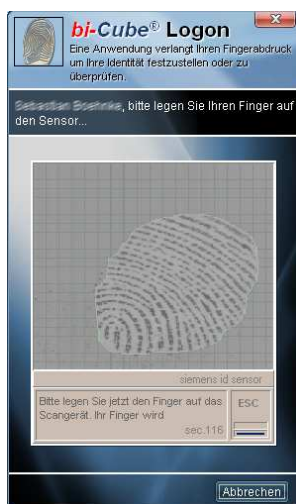 bi-Cube® Logon
Eine Anwendung verlangt Ihren Fingerabdruck
um Ihre Identität festzustellen oder zu
überprüfen.
, bitte legen Sie Ihren Finger auf
den Sensor...
siemens id sensor
Bitte legen Sie jetzt den Finger auf das
Scangerät. Ihr Finger wird
ESC
sec.116
Abbrechen